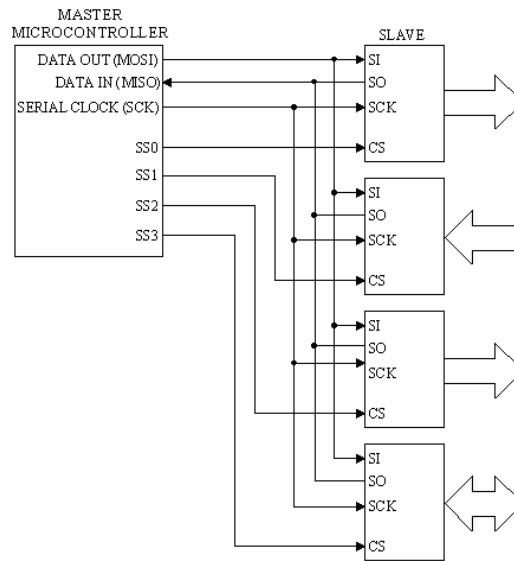 MASTER
MICROCONTROLLER
DATA OUT (MOSI)
DATA IN (MISO)
SERIAL CLOCK (SCK)
SS0
SS1
SS2
SS3
SLAVE
SI
SO
SCK
CS
SI
SO
SCK
CS
SI
SO
SCK
CS
SI
SO
SCK
CS